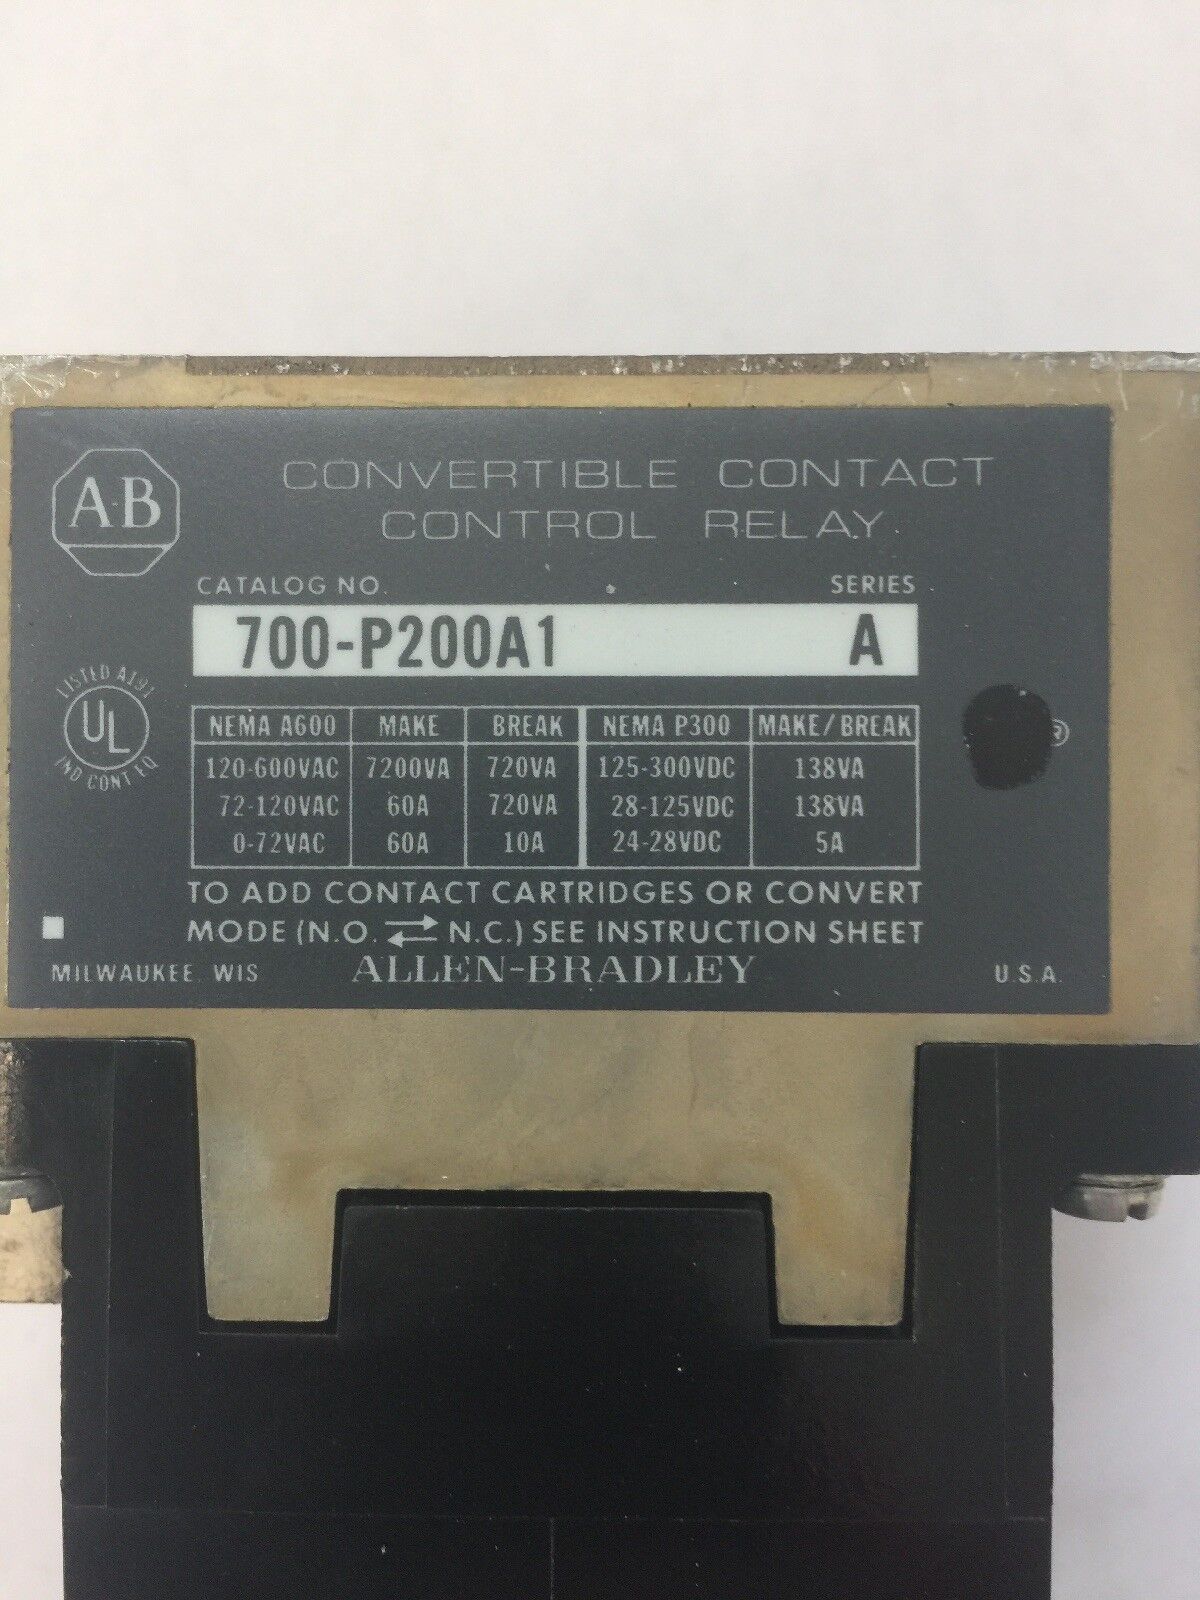 A-B
CONVERTIBLE CONTACT
CONTROL RELAY
CATALOG NO. SERIES
700-P200A1 A
LISTED A191
UL
IND CONT EQ
NEMA A600 MAKE BREAK NEMA P300 MAKE/BREAK
120-600VAC 7200VA 720VA 125-300VDC 138VA
72-120VAC 60A 720VA 28-125VDC 138VA
0-72VAC 60A 10A 24-28VDC 5A
®
TO ADD CONTACT CARTRIDGES OR CONVERT
MODE (N.O. ⇄ N.C.) SEE INSTRUCTION SHEET
MILWAUKEE, WIS ALLEN-BRADLEY U.S.A.